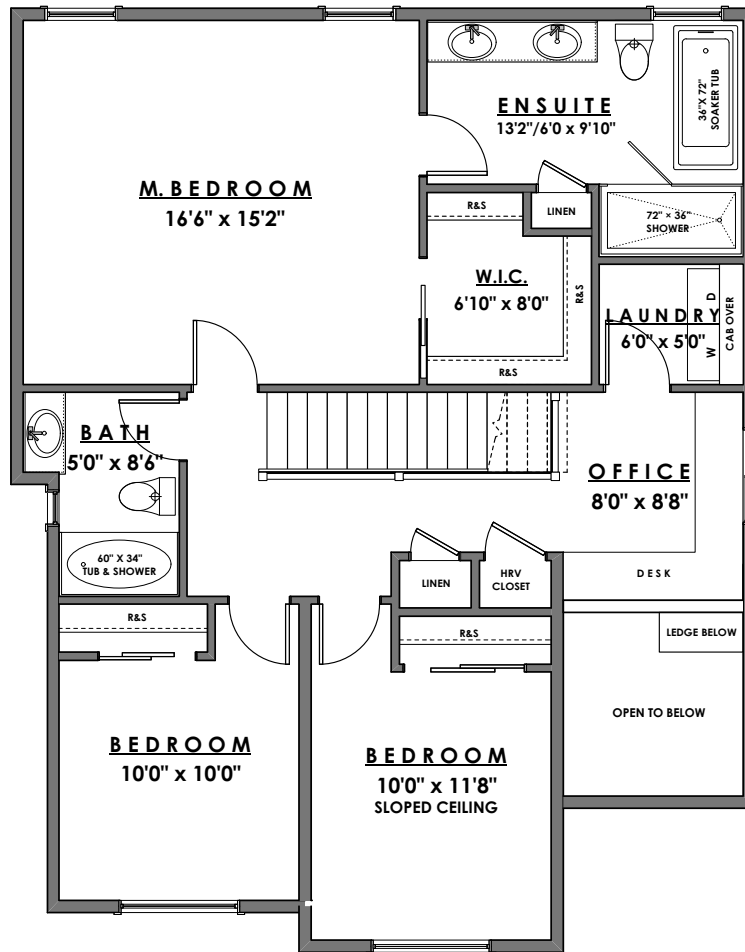 36"X 72"
SOAKER TUB
ENSUITE
13'2"/6'0 x 9'10"
M. BEDROOM
16'6" x 15'2"
R&S
LINEN
72" × 36"
SHOWER
W.I.C.
6'10" x 8'0"
R&S
R&S
LAUNDRY
6'0" x 5'0"
W D
CAB OVER
BATH
5'0" x 8'6"
OFFICE
8'0" x 8'8"
DESK
60" X 34"
TUB & SHOWER
LINEN
HRV
CLOSET
R&S
R&S
LEDGE BELOW
OPEN TO BELOW
BEDROOM
10'0" x 10'0"
BEDROOM
10'0" x 11'8"
SLOPED CEILING